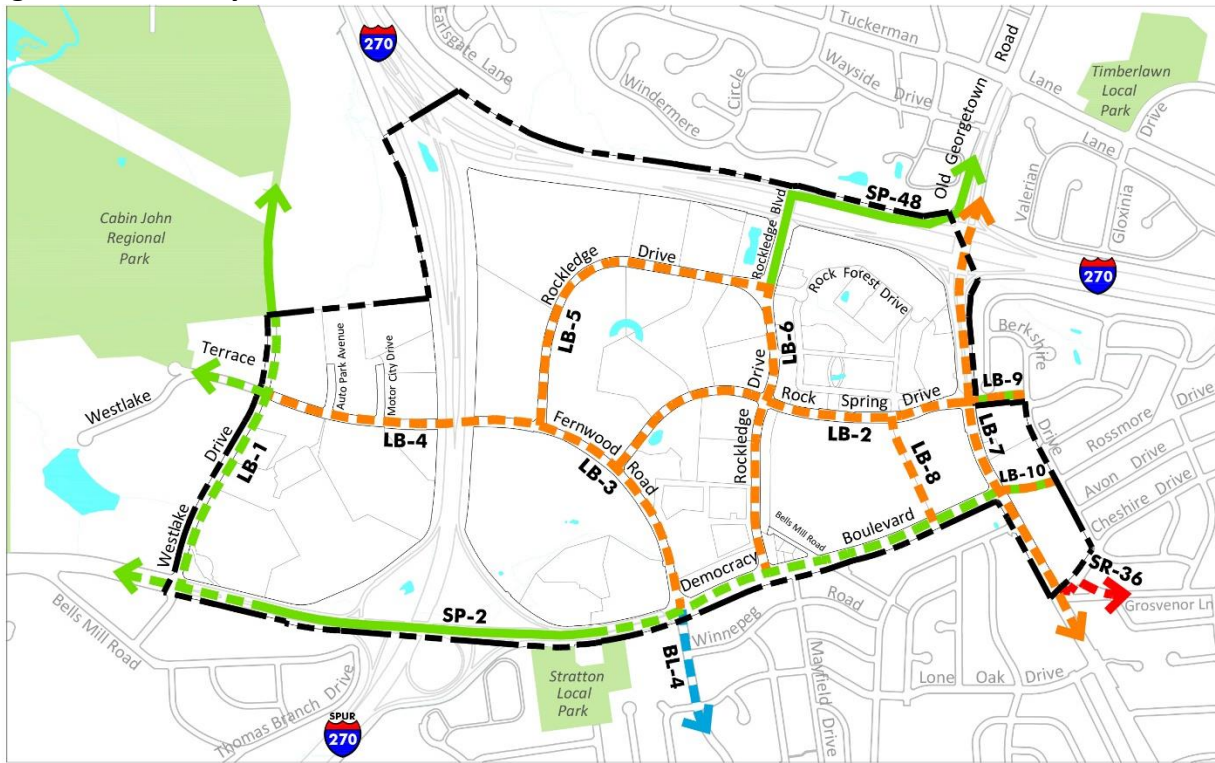 270
Earlsgate Lane
Tuckerman
Lane
Road
Old Georgetown
Wayside Drive
Windermere
Circle
Timberlawn
Local
Park
Lane
Drive
Valerian
Gloxinia
SP-48
Rockledge Blvd
Cabin John
Regional
Park
Rockledge
Drive
Rock Forest Drive
270
LB-5
LB-6
Berkshire
Drive
Terrace
Auto Park Avenue
Motor City Drive
Westlake
LB-9
Drive
Rock Spring Drive
LB-2
LB-7
Rossmore
Drive
LB-4
Fernwood
Road
LB-3
Rockledge
LB-8
LB-1
Westlake
Drive
LB-10
Avon Drive
Cheshire Drive
Bells Mill Road
Boulevard
Democracy
SR-36
Grosvenor Ln
Bells Mill Road
SP-2
Winnepeg
Road
BL-4
Mayfield Drive
Lone Oak Drive
Stratton
Local
Park
Thomas Branch Drive
SPUR
270